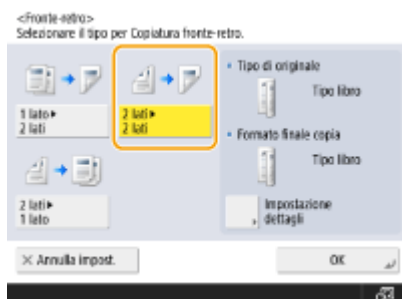 <Fronte-retro>
Selezionare il tipo per Copiatura fronte-retro.
1 lato▸
2 lati
2 lati▸
2 lati
2 lati▸
1 lato
• Tipo di originale
Tipo libro
• Formato finale copia
Tipo libro
Impostazione
dettagli
× Annulla impost.
OK